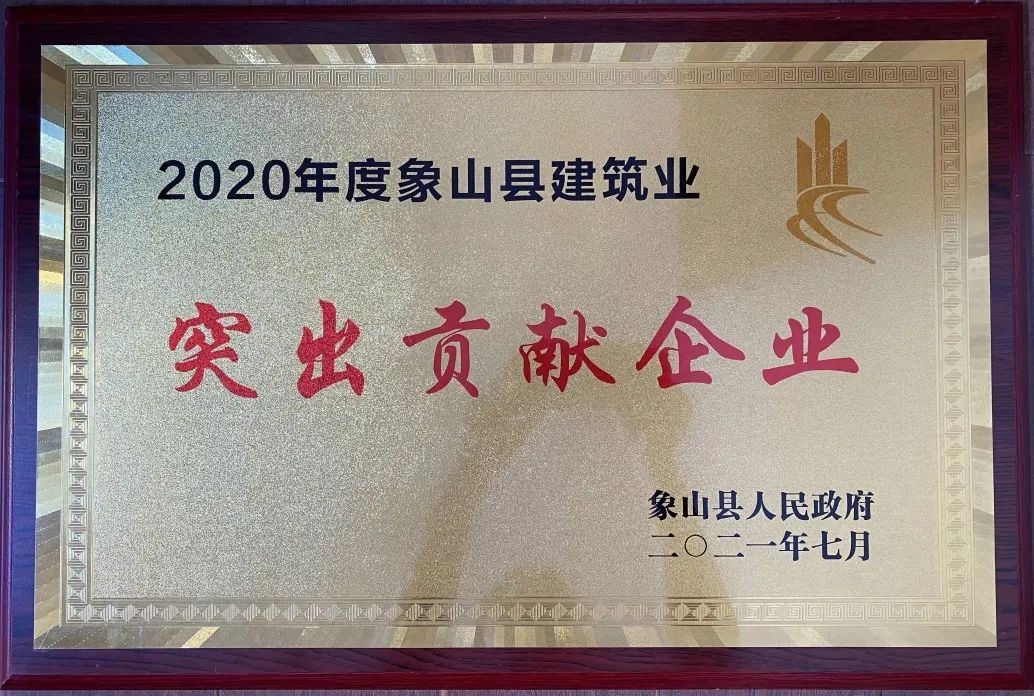 2020年度象山县建筑业
突出贡献企业
象山县人民政府
二〇二一年七月